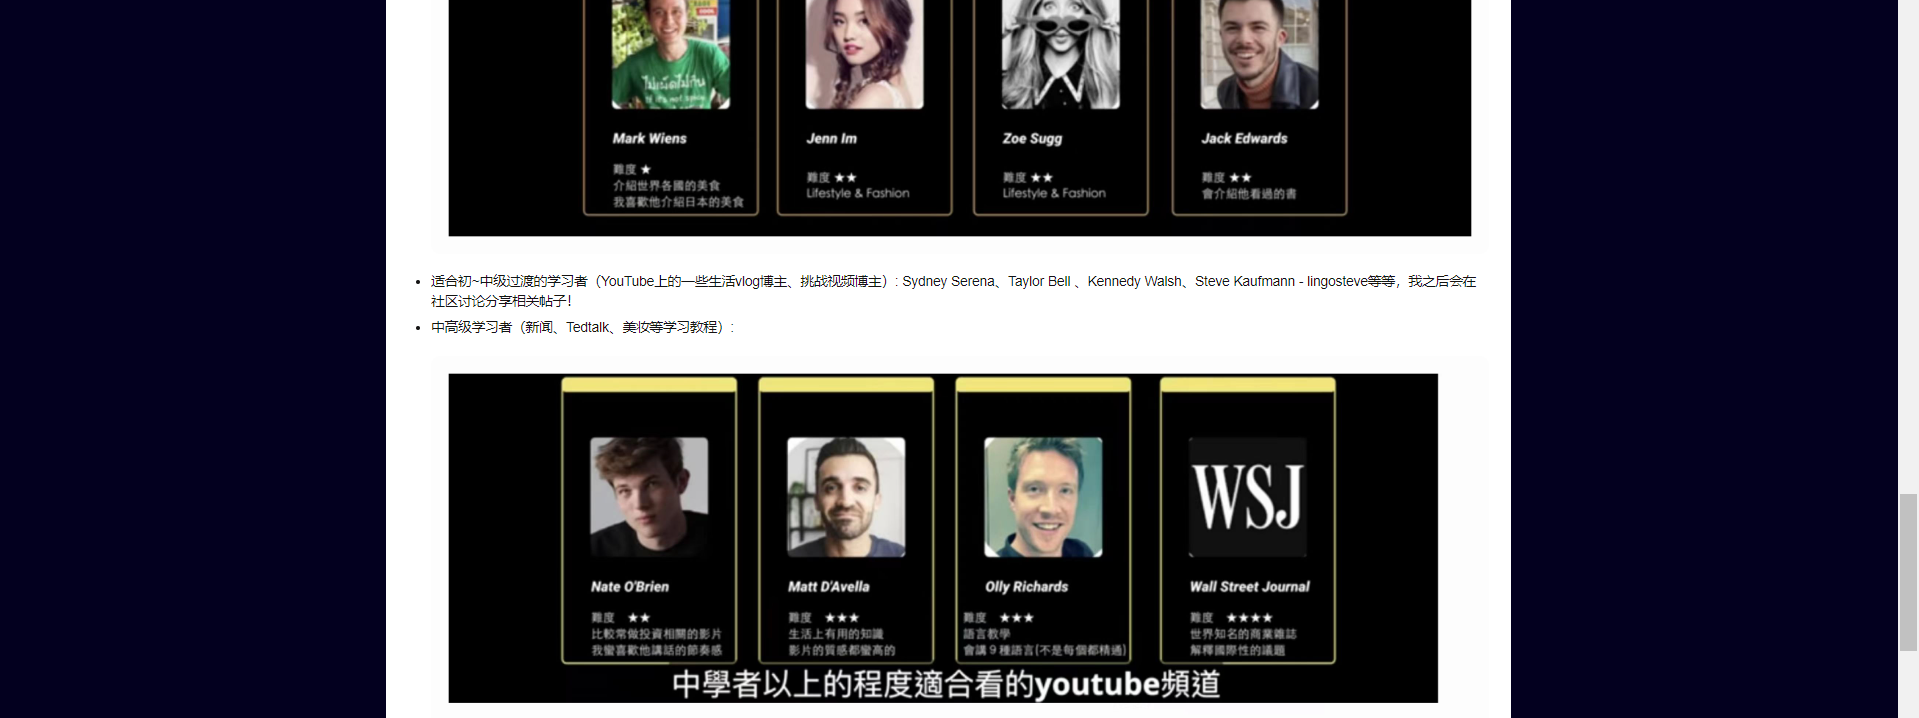 ไม่เผ็ดไม่กิน
If it's not spicy
Mark Wiens
難度 ★
介紹世界各國的美食
我喜歡他介紹日本的美食
Jenn Im
難度 ★★
Lifestyle & Fashion
Zoe Sugg
難度 ★★
Lifestyle & Fashion
Jack Edwards
難度 ★★
會介紹他看過的書
• 适合初~中级过渡的学习者（YouTube上的一些生活vlog博主、挑战视频博主）: Sydney Serena、Taylor Bell 、Kennedy Walsh、Steve Kaufmann - lingosteve等等，我之后会在
社区讨论分享相关帖子！
• 中高级学习者（新闻、Tedtalk、美妆等学习教程）:
Nate O'Brien
難度 ★★
比較常做投資相關的影片
我蠻喜歡他講話的節奏感
Matt D'Avella
難度 ★★★
生活上有用的知識
影片的質感都蠻高的
Olly Richards
難度 ★★★
語言教學
會講９種語言(不是每個都精通)
WSJ
Wall Street Journal
難度 ★★★★
世界知名的商業雜誌
解釋國際性的議題
中學者以上的程度適合看的youtube頻道